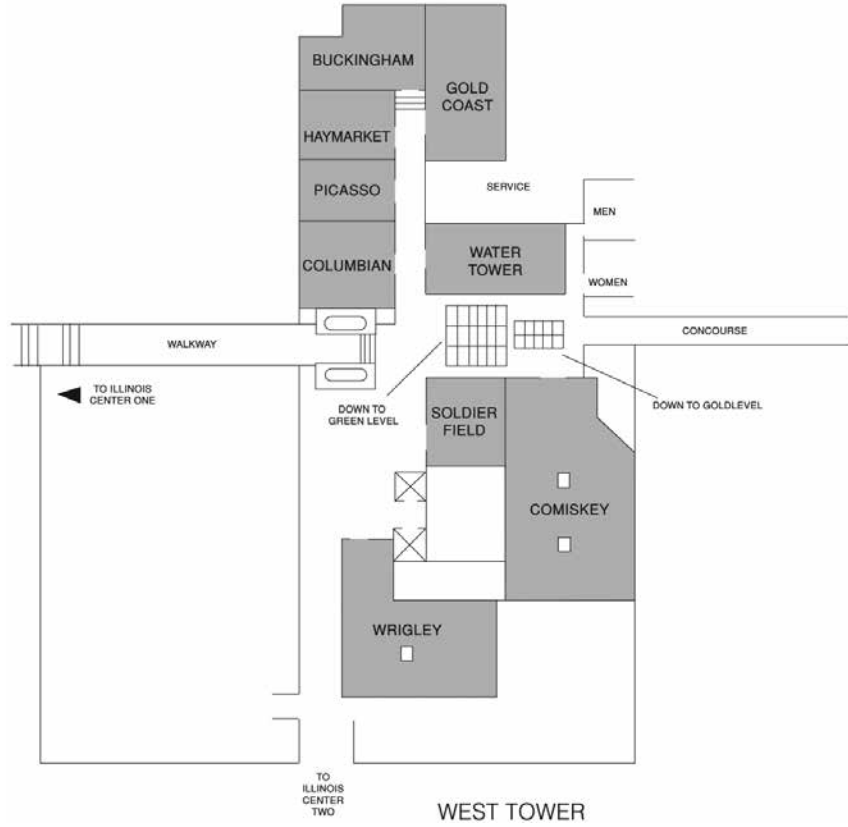 BUCKINGHAM
GOLD
COAST
HAYMARKET
PICASSO
SERVICE
MEN
COLUMBIAN
WATER
TOWER
WOMEN
WALKWAY
CONCOURSE
TO ILLINOIS
CENTER ONE
DOWN TO
GREEN LEVEL
SOLDIER
FIELD
DOWN TO GOLDLEVEL
COMISKEY
WRIGLEY
TO
ILLINOIS
CENTER
TWO
WEST TOWER